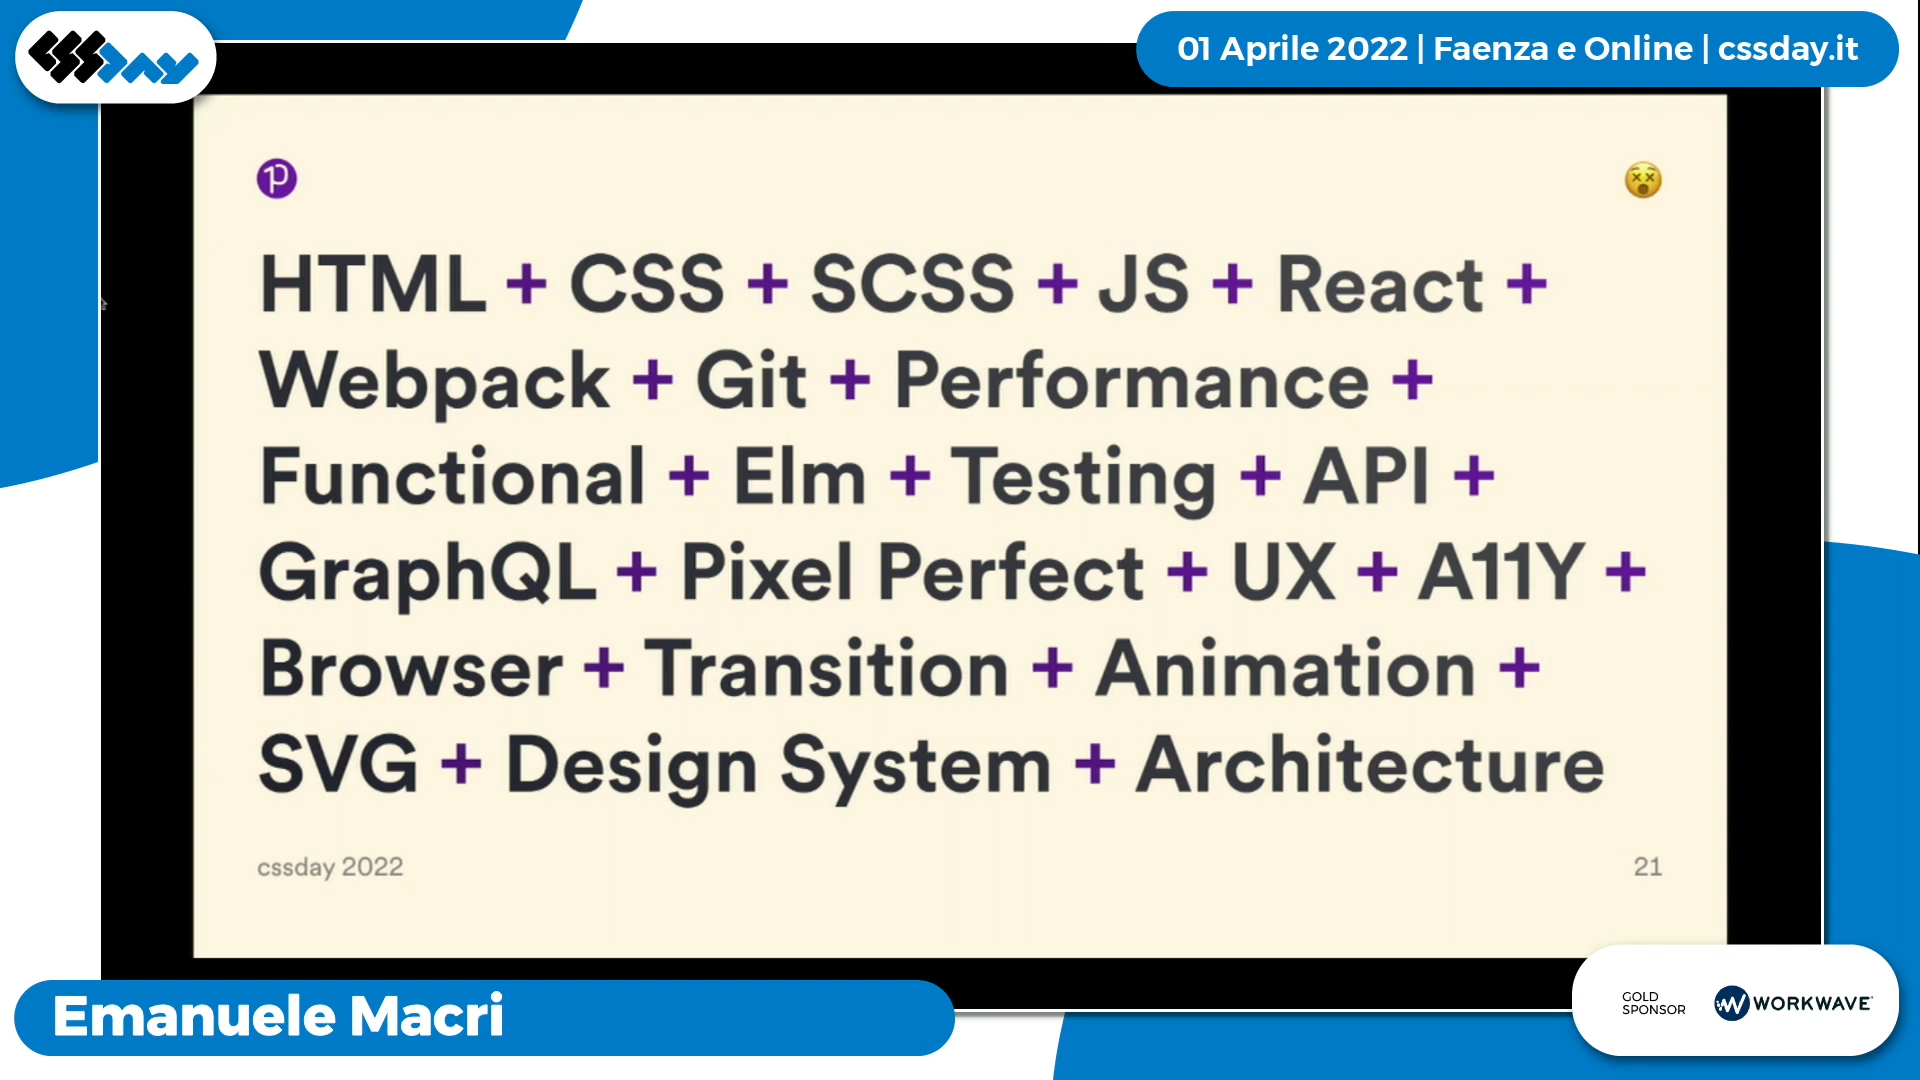 cssday
01 Aprile 2022 | Faenza e Online | cssday.it
HTML + CSS + SCSS + JS + React +
Webpack + Git + Performance +
Functional + Elm + Testing + API +
GraphQL + Pixel Perfect + UX + A11Y +
Browser + Transition + Animation +
SVG + Design System + Architecture
cssday 2022
21
Emanuele Macri
GOLD
SPONSOR
WORKWAVE